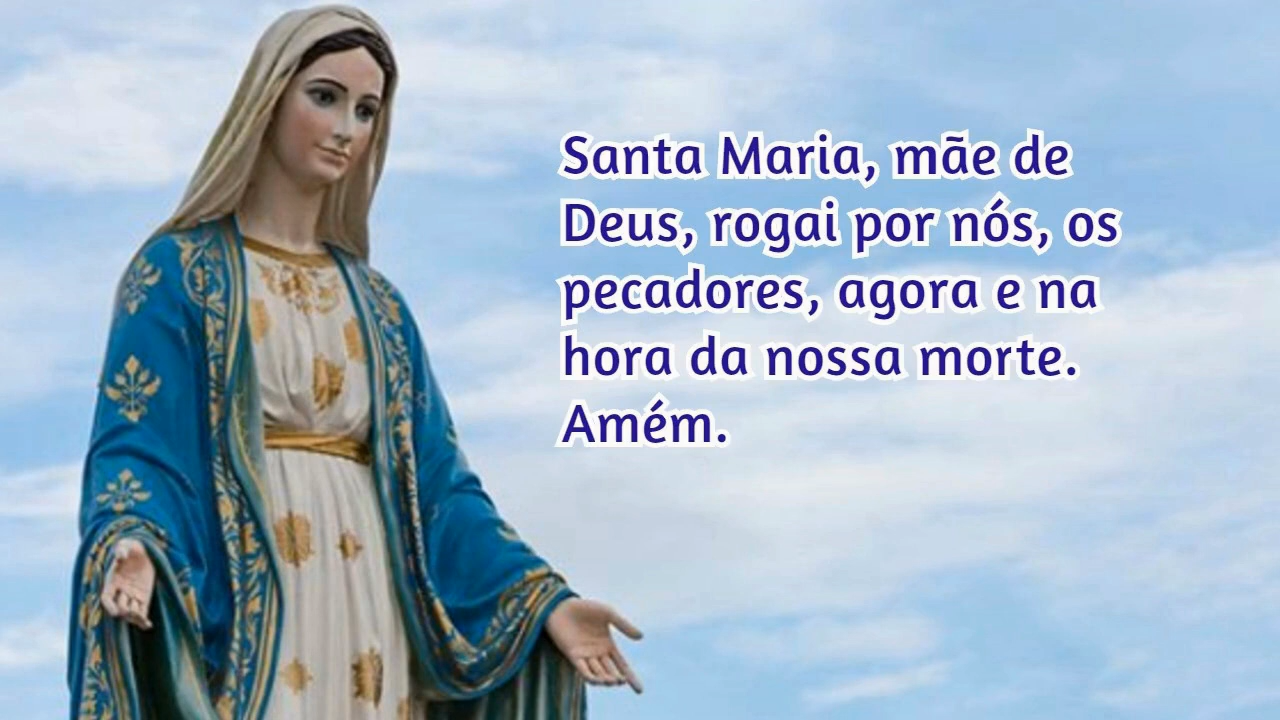 Santa Maria, mãe de
Deus, rogai por nós, os
pecadores, agora e na
hora da nossa morte.
Amém.